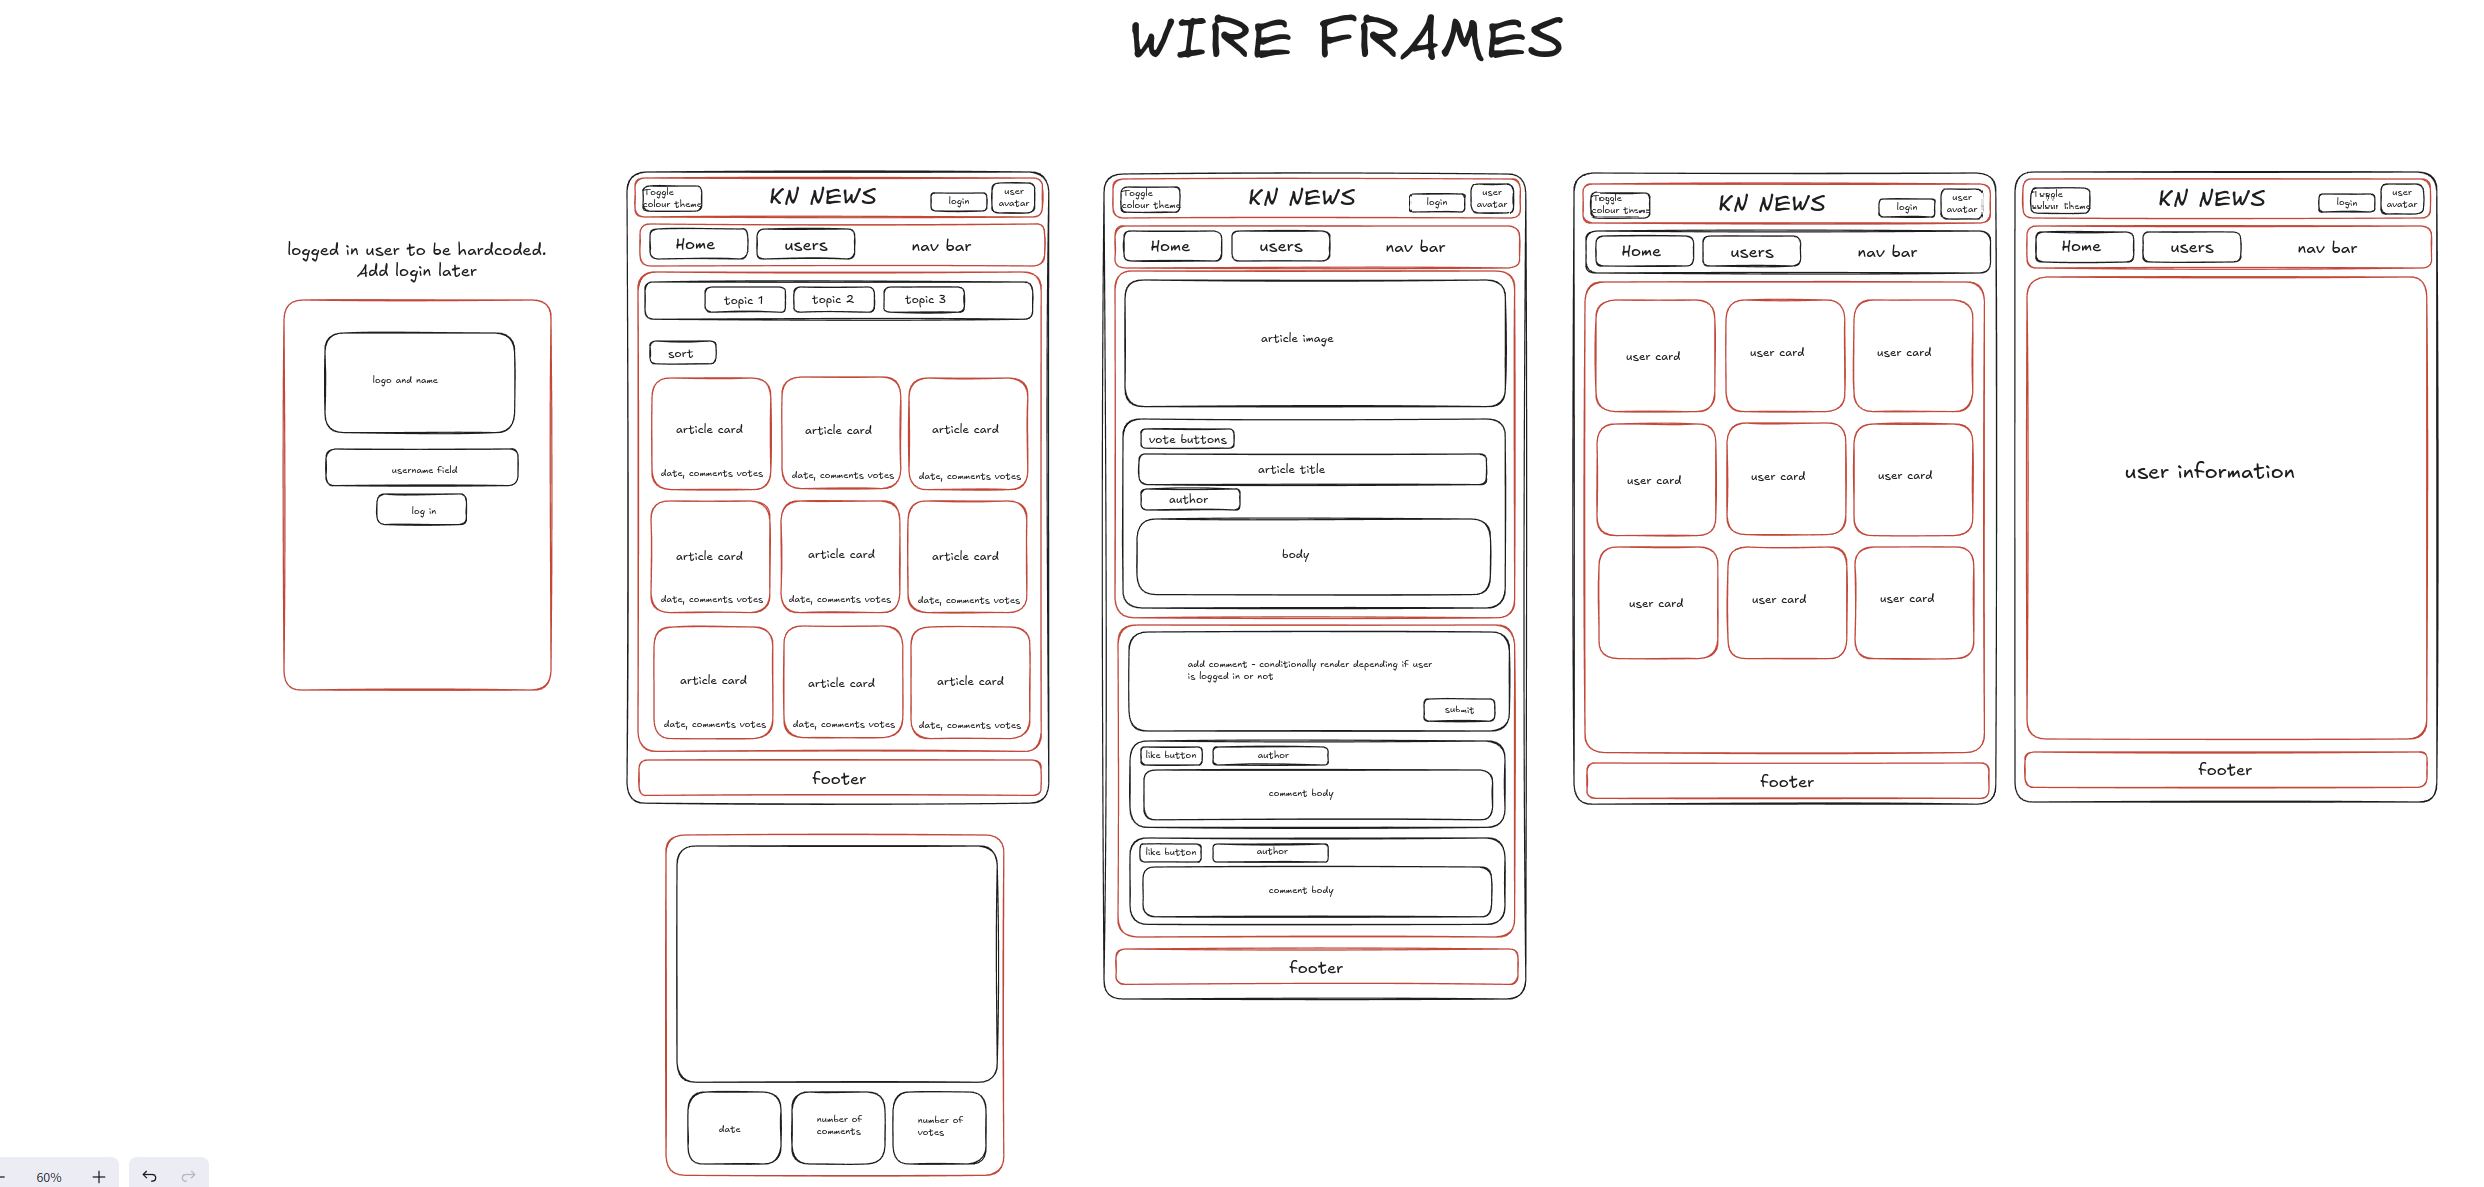 WIRE FRAMES
logged in user to be hardcoded.
Add login later
logo and name
username field
log in
Toggle
colour theme
KN NEWS
login
user
avatar
Home
users
nav bar
topic 1
topic 2
topic 3
sort
article card
date, comments votes
article card
date, comments votes
article card
date, comments votes
article card
date, comments votes
article card
date, comments votes
article card
date, comments votes
article card
date, comments votes
article card
date, comments votes
article card
date, comments votes
footer
date
number of
comments
number of
votes
Toggle
colour theme
KN NEWS
login
user
avatar
Home
users
nav bar
article image
vote buttons
article title
author
body
add comment - conditionally render depending if user
is logged in or not
submit
like button
author
comment body
like button
author
comment body
footer
Toggle
colour theme
KN NEWS
login
user
avatar
Home
users
nav bar
user card
user card
user card
user card
user card
user card
user card
user card
user card
footer
Toggle
colour theme
KN NEWS
login
user
avatar
Home
users
nav bar
user information
footer
60%